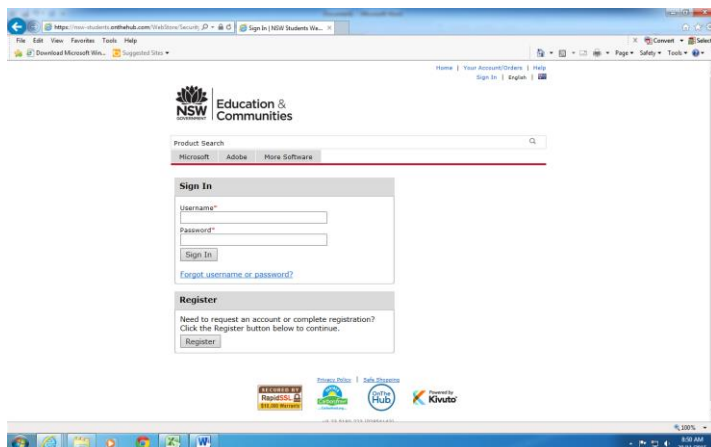 https://nsw-students.onthehub.com/WebStore/Securit
Sign In | NSW Students We...
File Edit View Favorites Tools Help
Convert Select
Download Microsoft Win... Suggested Sites
Page Safety Tools
Home | Your Account/Orders | Help
Sign In | English |
NSW
GOVERNMENT
Education &
Communities
Product Search
Microsoft Adobe More Software
Sign In
Username*
Password*
Sign In
Forgot username or password?
Register
Need to request an account or complete registration?
Click the Register button below to continue.
Register
Privacy Policy | Safe Shopping
SECURED BY
RapidSSL
$10,000 Warranty
Carbonfree
OnThe
Hub
Powered by
Kivuto
100%
8:50 AM